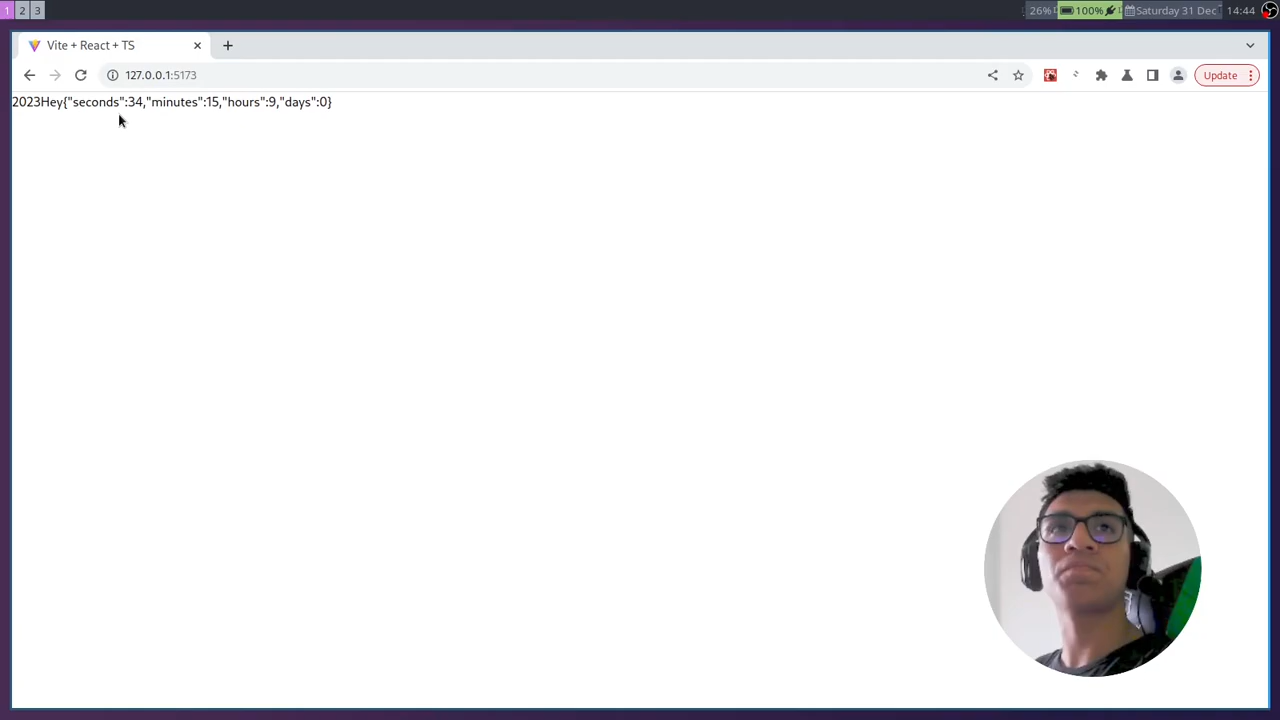 1 2 3
26% 100% Saturday 31 Dec 14:44
Vite + React + TS
127.0.0.1:5173
Update
2023Hey{"seconds":34,"minutes":15,"hours":9,"days":0}